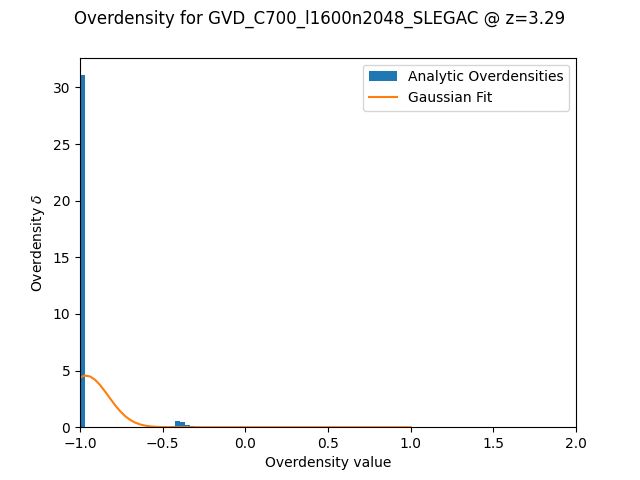 Overdensity for GVD_C700_l1600n2048_SLEGAC @ z=3.29
Analytic Overdensities
Gaussian Fit
Overdensity δ
30
25
20
15
10
5
0
−1.0 −0.5 0.0 0.5 1.0 1.5 2.0
Overdensity value